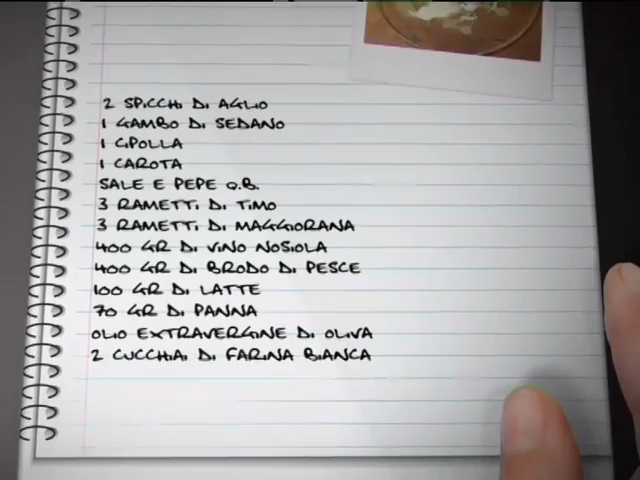 2 SPICCHI DI AGLIO
1 GAMBO DI SEDANO
1 CIPOLLA
1 CAROTA
SALE E PEPE Q.B.
3 RAMETTI DI TIMO
3 RAMETTI DI MAGGIORANA
400 GR DI VINO NOSIOLA
400 GR DI BRODO DI PESCE
100 GR DI LATTE
70 GR DI PANNA
OLIO EXTRAVERGINE DI OLIVA
2 CUCCHIAI DI FARINA BIANCA